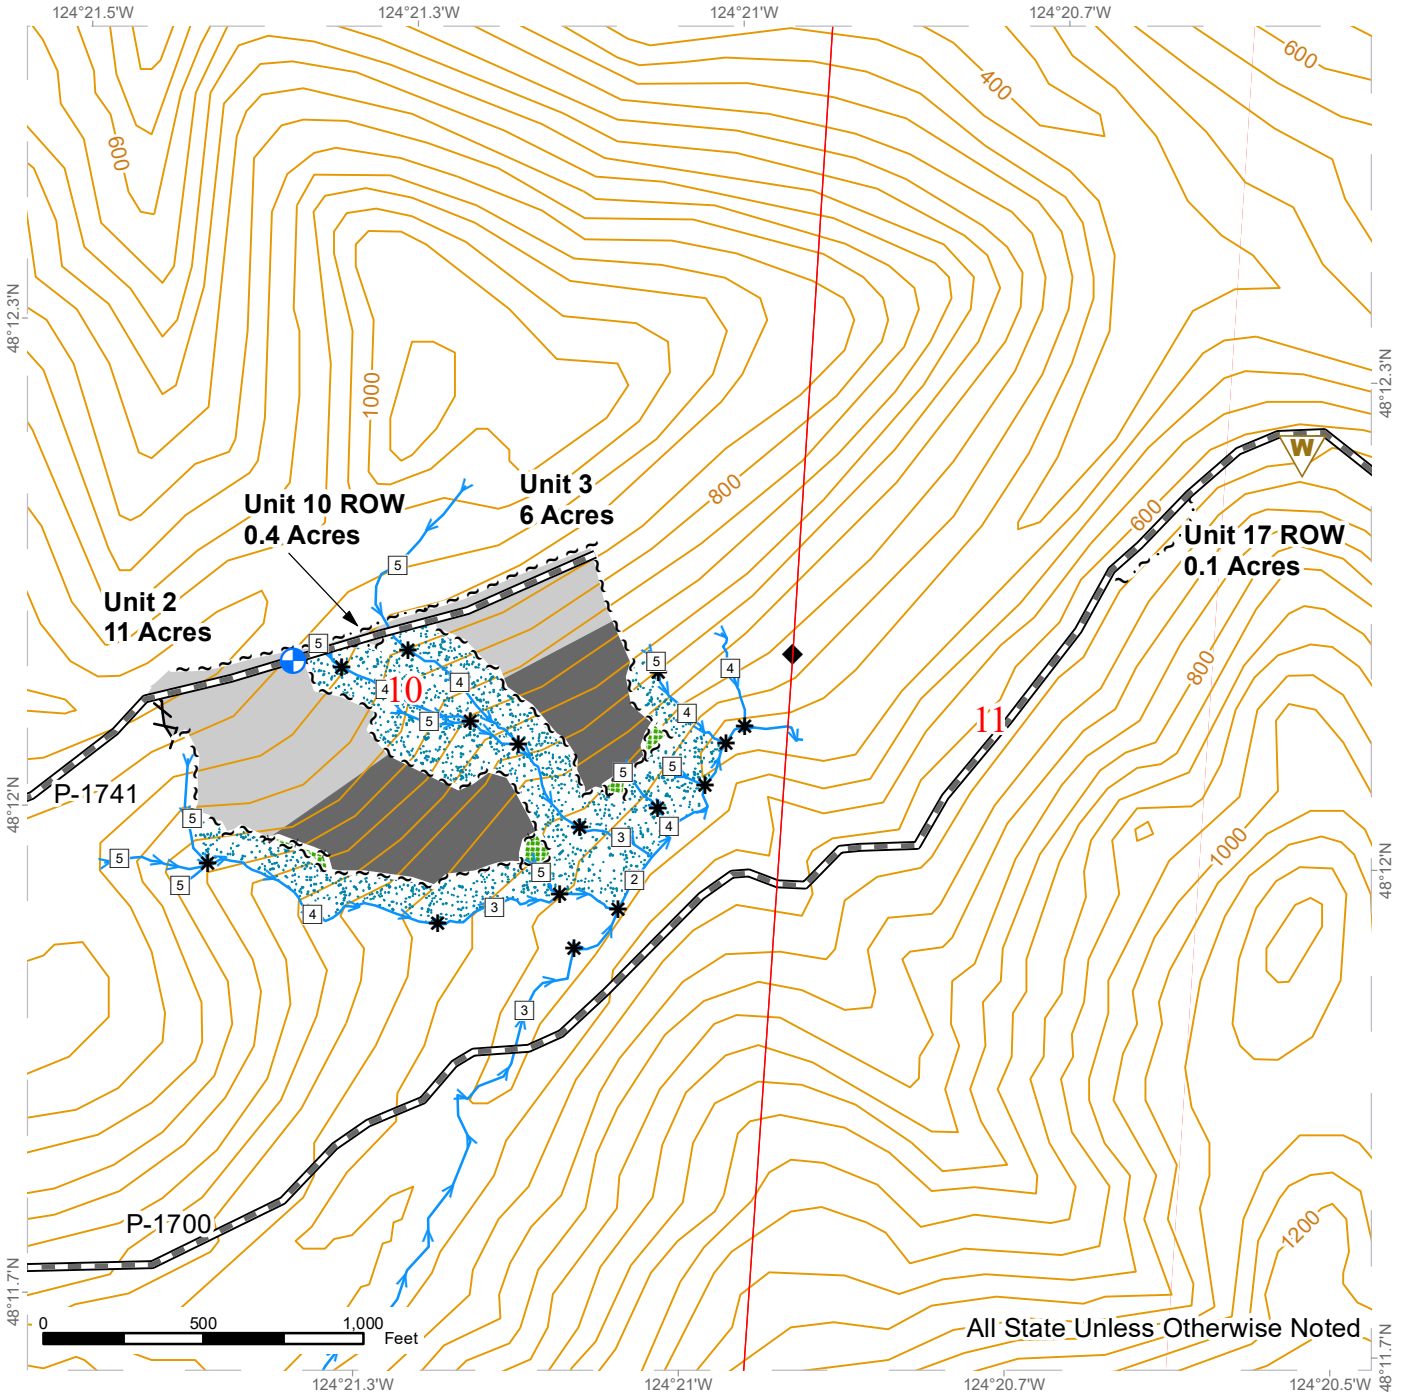 124°21.5'W
124°21.3'W
124°21'W
124°20.7'W
600
400
600
48°12.3'N
48°12.3'N
1000
800
Unit 3
6 Acres
Unit 10 ROW
0.4 Acres
W
600
Unit 17 ROW
0.1 Acres
5
Unit 2
11 Acres
5
5
4
800
4
4
10
5
4
11
5
5
P-1741
48°12'N
5
4
3
1000
5
5
5
2
48°12'N
4
3
3
P-1700
1200
48°11.7'N
0
500
1,000
Feet
All State Unless Otherwise Noted
48°11.7'N
124°21.3'W
124°21'W
124°20.7'W
124°20.5'W